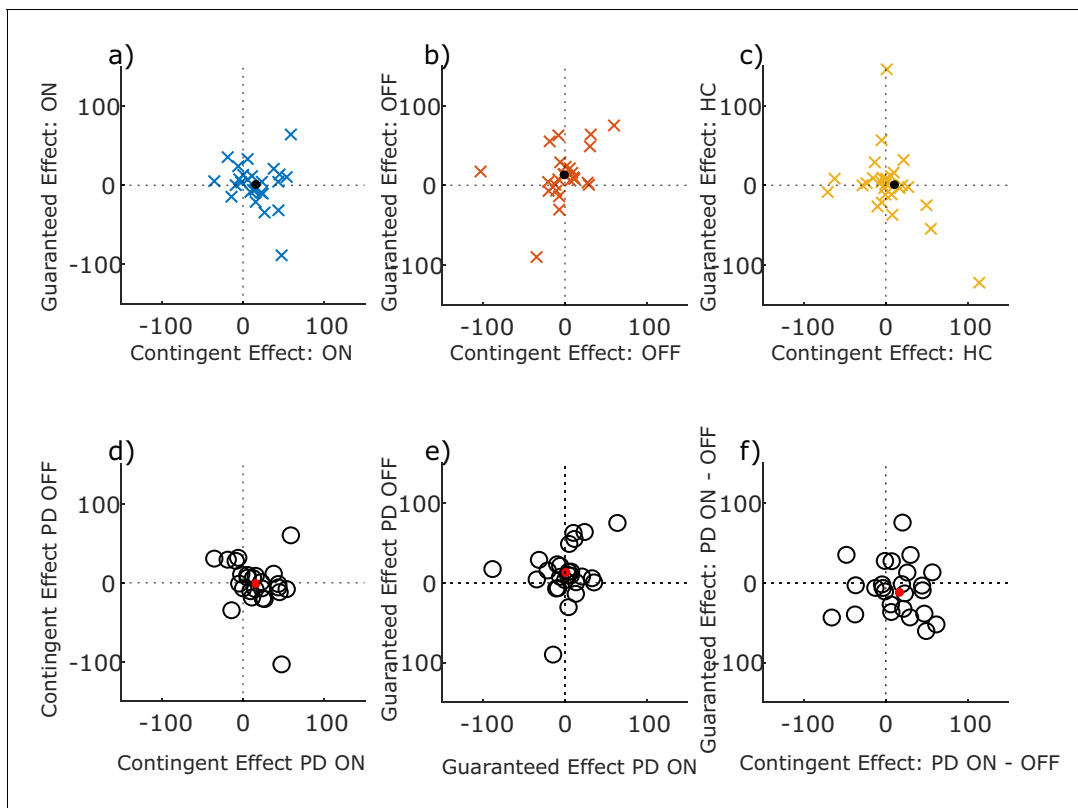 a)
Guaranteed Effect: ON
100
0
-100
-100 0 100
Contingent Effect: ON
b)
Guaranteed Effect: OFF
100
0
-100
-100 0 100
Contingent Effect: OFF
c)
Guaranteed Effect: HC
100
0
-100
-100 0 100
Contingent Effect: HC
d)
Contingent Effect PD OFF
100
0
-100
-100 0 100
Contingent Effect PD ON
e)
Guaranteed Effect PD OFF
100
0
-100
-100 0 100
Guaranteed Effect PD ON
f)
Guaranteed Effect: PD ON - OFF
100
0
-100
-100 0 100
Contingent Effect: PD ON - OFF